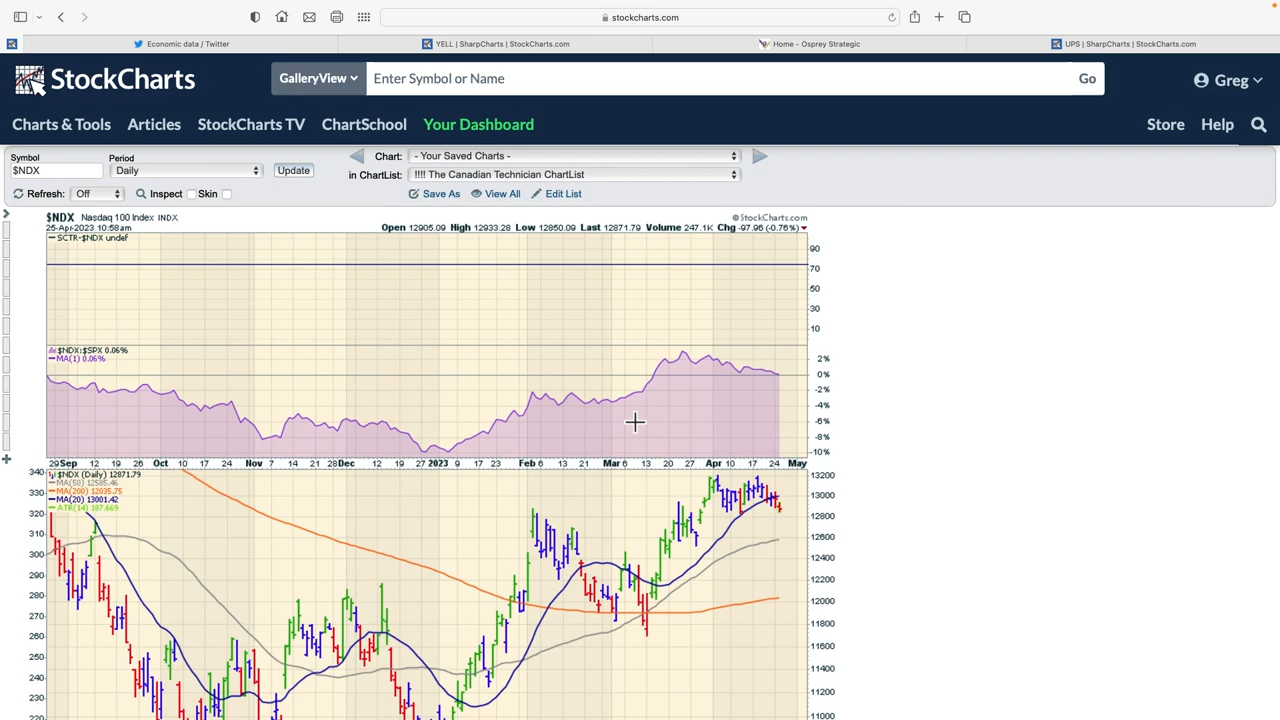 stockcharts.com
Economic data / Twitter
YELL | SharpCharts | StockCharts.com
Home - Osprey Strategic
UPS | SharpCharts | StockCharts.com
StockCharts
GalleryView
Enter Symbol or Name
Go
Greg
Charts & Tools
Articles
StockCharts TV
ChartSchool
Your Dashboard
Store
Help
Symbol
Period
$NDX
Daily
Update
Chart:
- Your Saved Charts -
in ChartList:
!!!! The Canadian Technician ChartList
Refresh:
Off
Inspect
Skin
Save As
View All
Edit List
$NDX Nasdaq 100 Index INDX
© StockCharts.com
25-Apr-2023 10:58am
Open 12905.09 High 12933.28 Low 12850.09 Last 12871.79 Volume 247.1K Chg -97.96 (-0.76%)
SCTR-$NDX undef
90
70
50
30
10
$NDX:$SPX 0.06%
MA(1) 0.06%
2%
0%
-2%
-4%
-6%
-8%
-10%
29 Sep 12 19 26 Oct 10 17 24 Nov 7 14 21 28 Dec 12 19 27 2023 9 17 23 Feb 6 13 21 Mar 6 13 20 27 Apr 10 17 24 May
$NDX (Daily) 12871.79
MA(50) 12585.46
MA(200) 12035.75
MA(20) 13001.42
ATR(14) 187.669
340
330
320
310
300
290
280
270
260
250
240
230
220
13200
13000
12800
12600
12400
12200
12000
11800
11600
11400
11200
11000